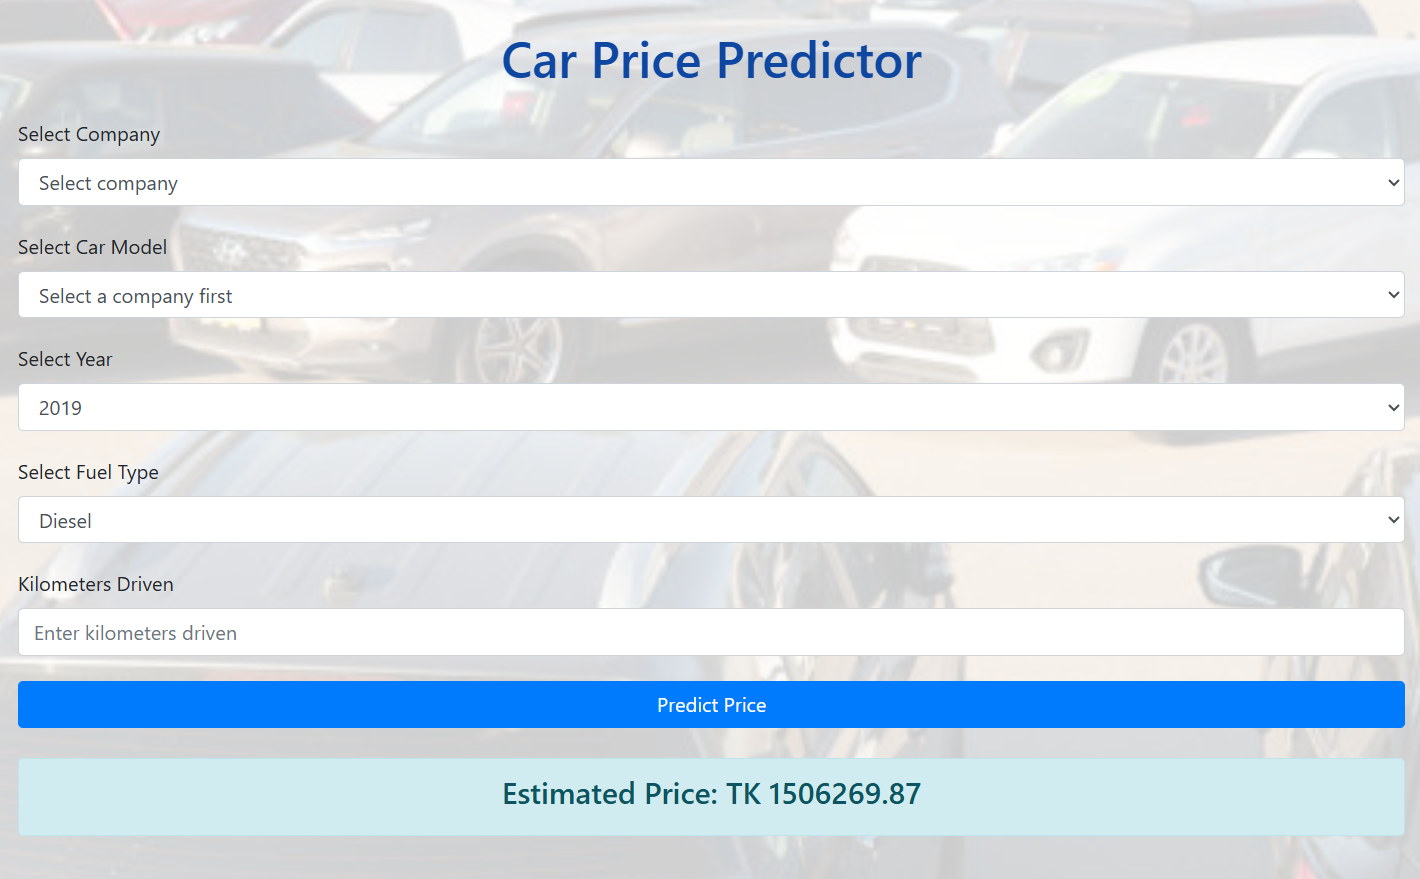 Car Price Predictor
Select Company
Select company
Select Car Model
Select a company first
Select Year
2019
Select Fuel Type
Diesel
Kilometers Driven
Enter kilometers driven
Predict Price
Estimated Price: TK 1506269.87